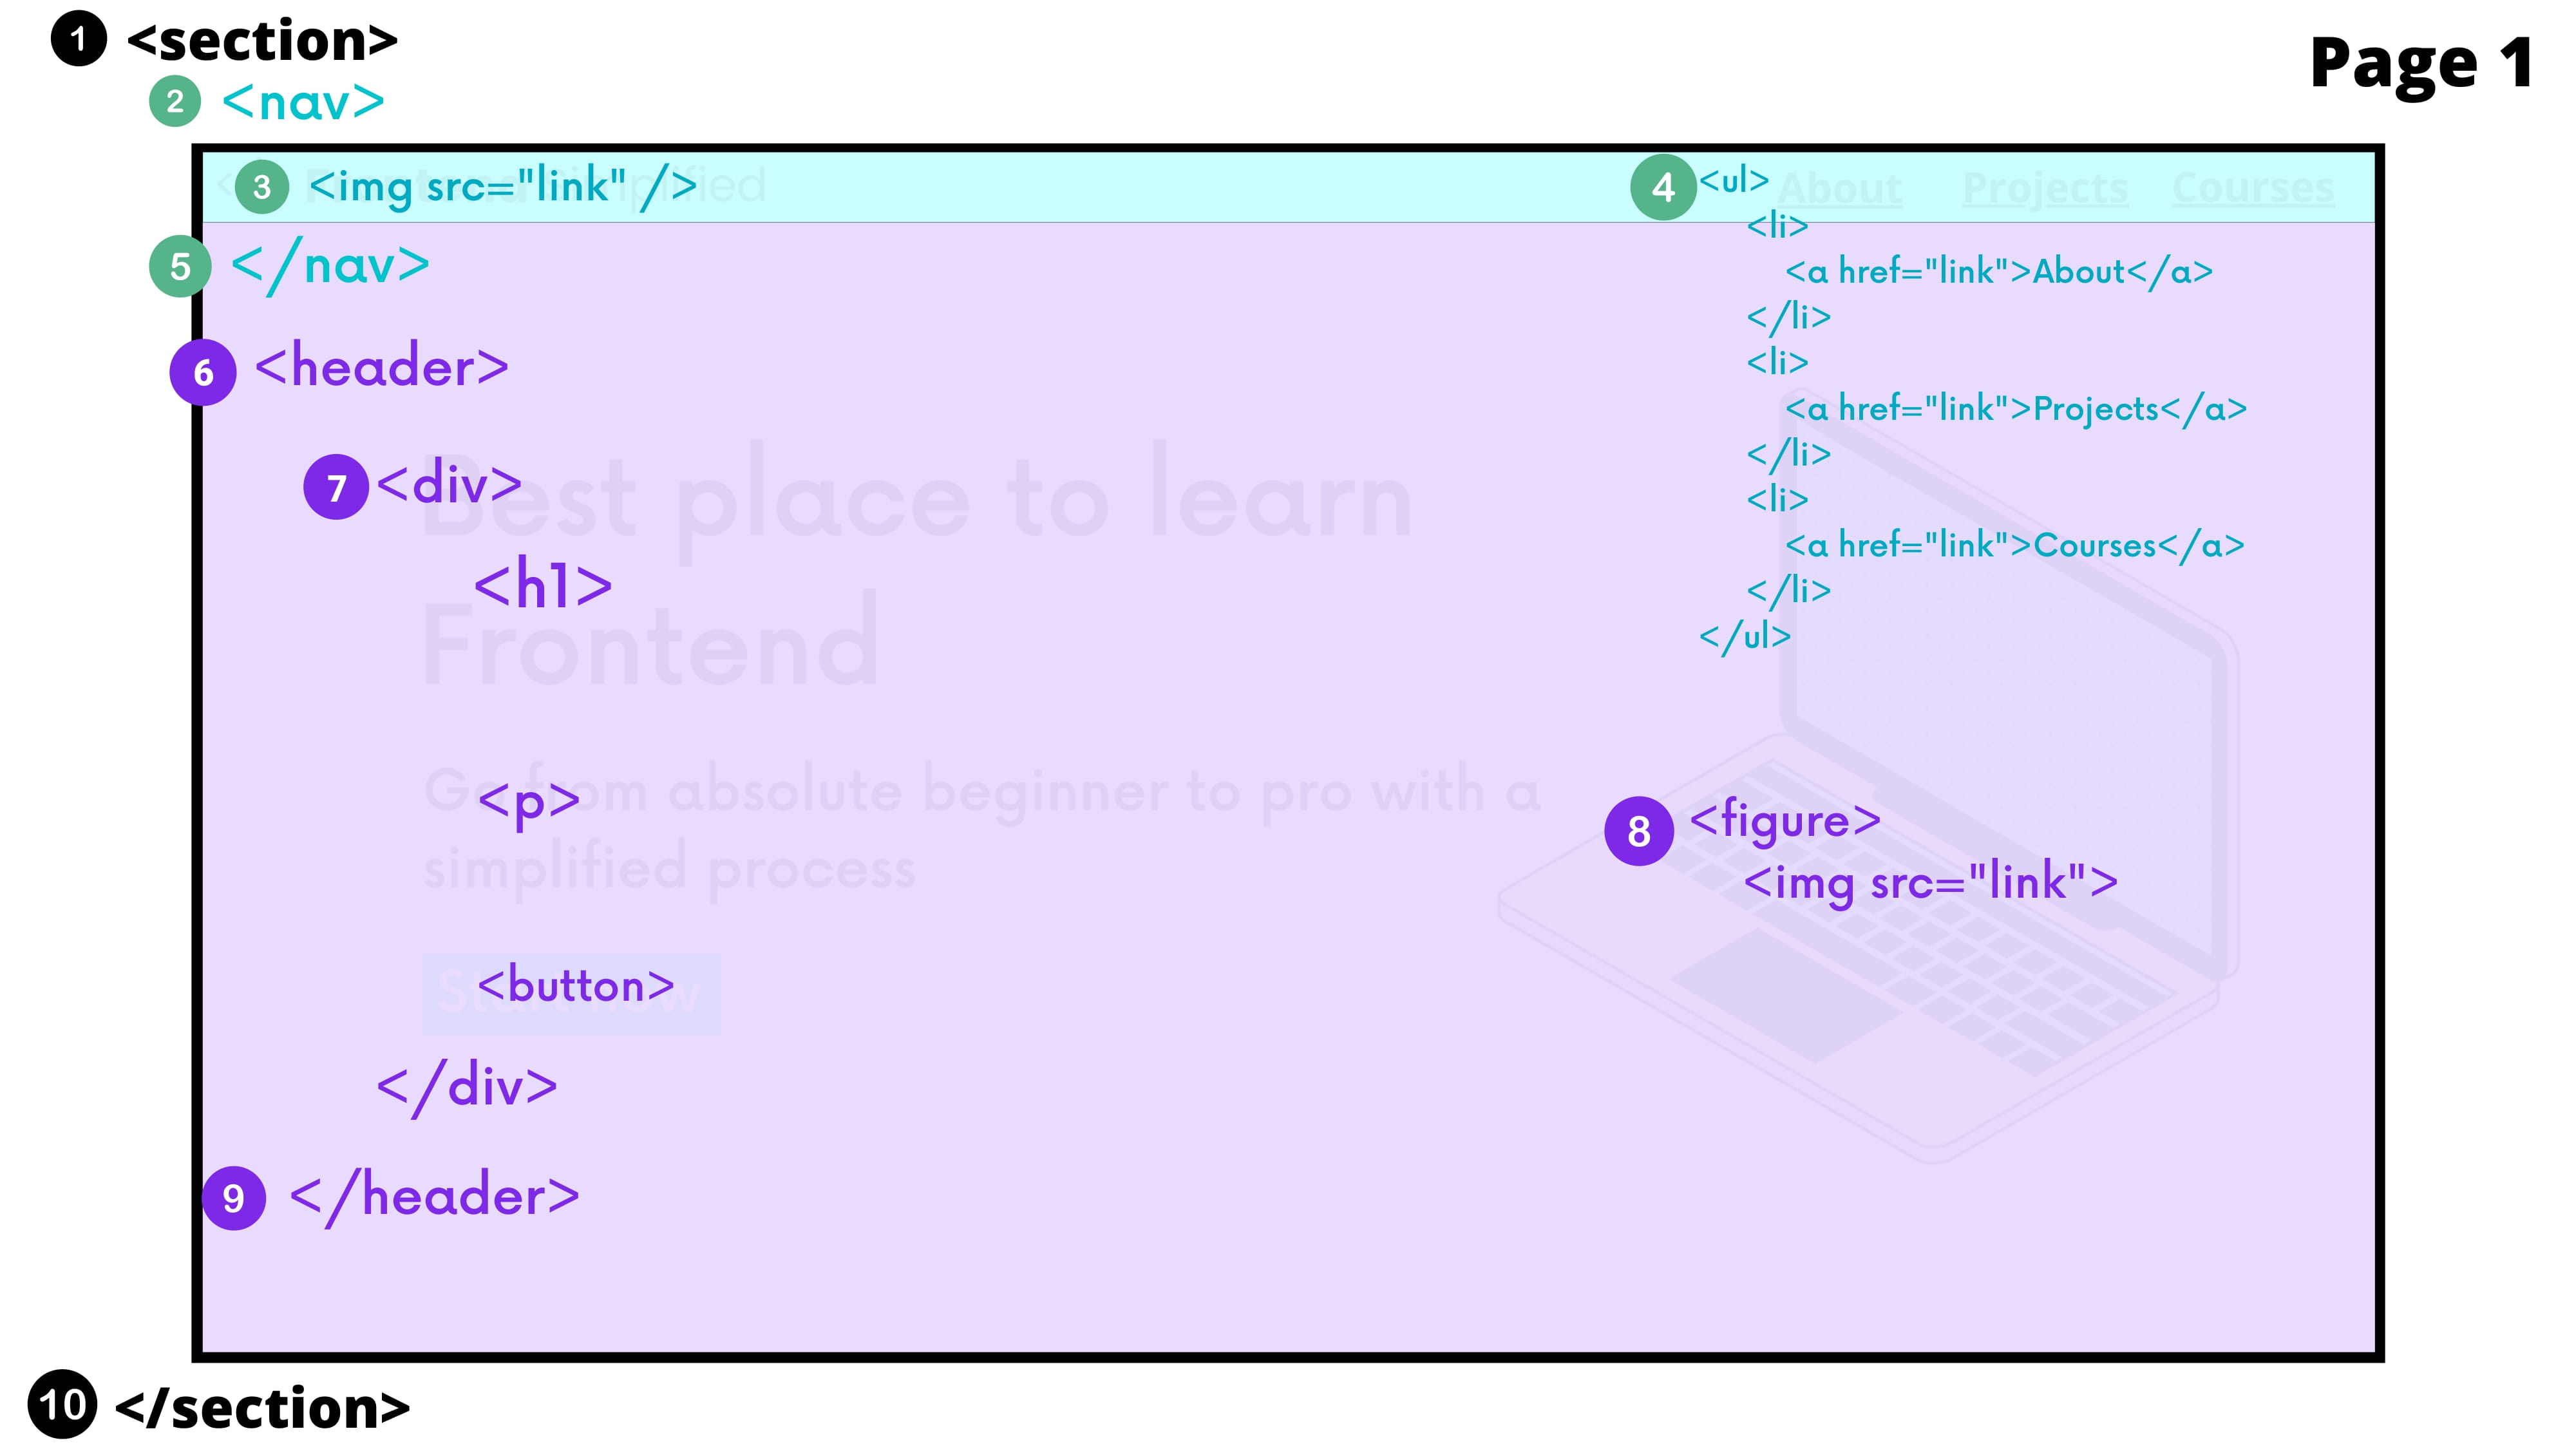 1 <section>
Page 1
2 <nav>
3 <img src="link" />
Frontend Simplified
About Projects Courses
4 <ul>
<li>
<a href="link">About</a>
</li>
<li>
<a href="link">Projects</a>
</li>
<li>
<a href="link">Courses</a>
</li>
</ul>
5 </nav>
6 <header>
7 <div>
Best place to learn
Frontend
<h1>
Go from absolute beginner to pro with a
simplified process
<p>
Start now
<button>
</div>
8 <figure>
<img src="link">
9 </header>
10 </section>